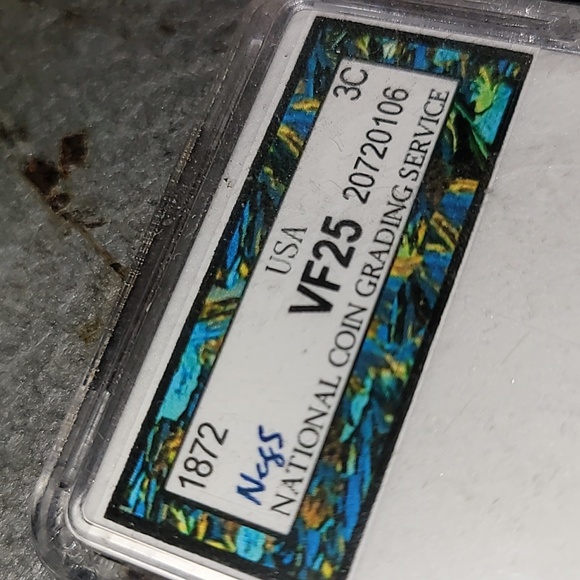 1872 USA 3C
Ncgs VF25 20720106
NATIONAL COIN GRADING SERVICE